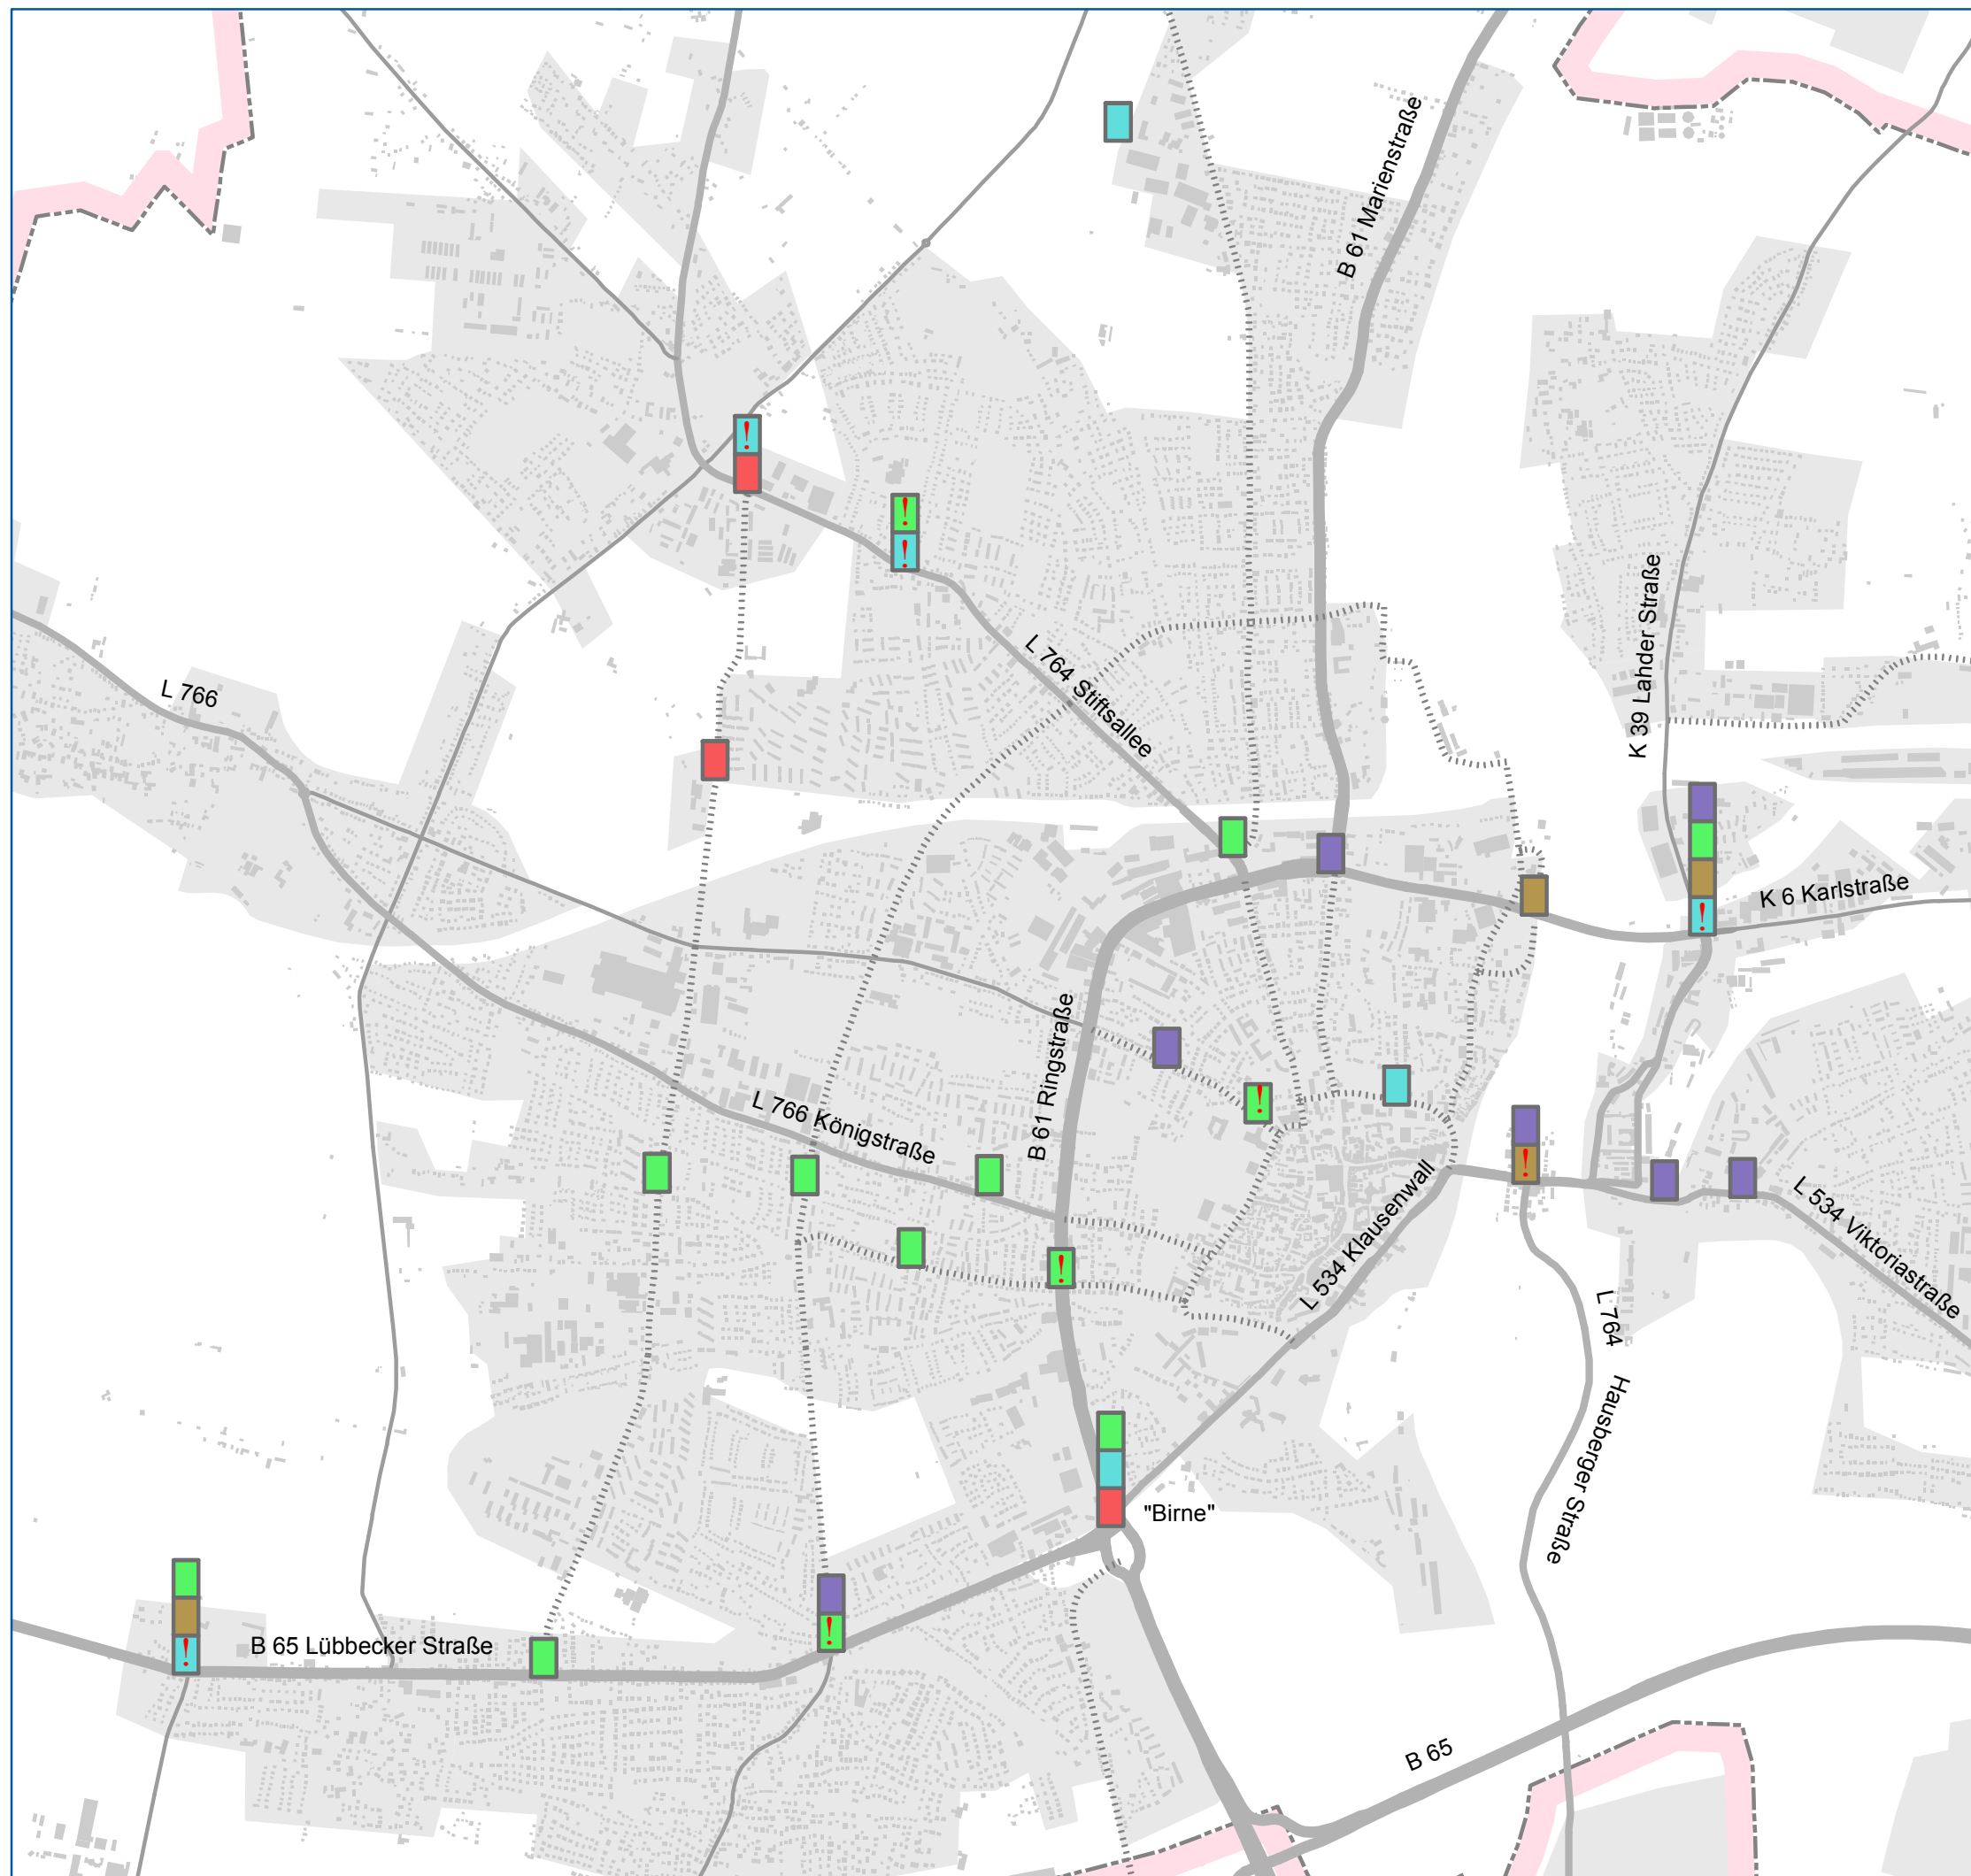 B 61 Marienstraße
K 39 Lahder Straße
L 764 Stiftsallee
L 766
K 6 Karlstraße
B 61 Ringstraße
L 766 Königstraße
L 534 Klausenwall
L 534 Viktoriastraße
L 764 Hausberger Straße
"Birne"
B 65 Lübbecker Straße
B 65
!
!
!
!
!
!
!
!
!